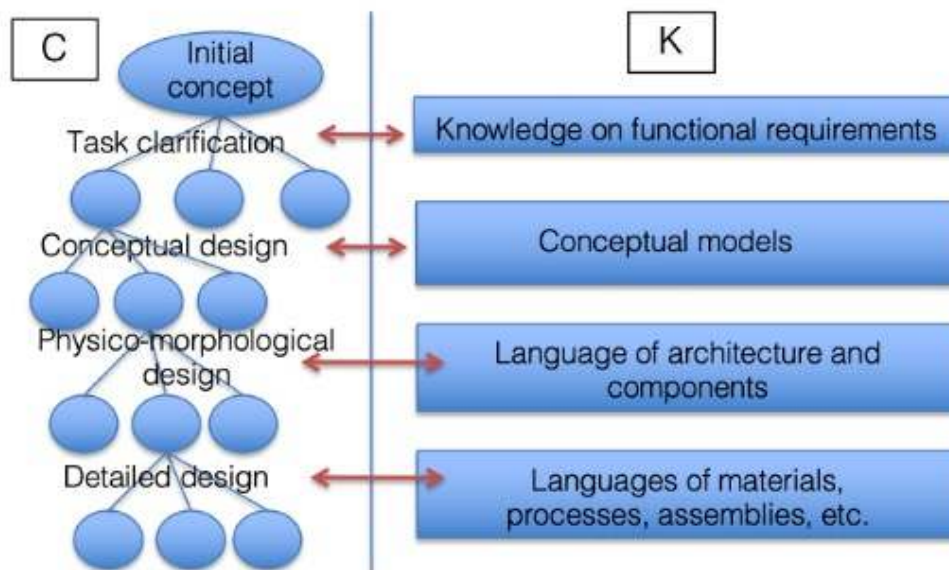 C
K
Initial
concept
Task clarification
Knowledge on functional requirements
Conceptual design
Conceptual models
Physico-morphological
design
Language of architecture and
components
Detailed design
Languages of materials,
processes, assemblies, etc.